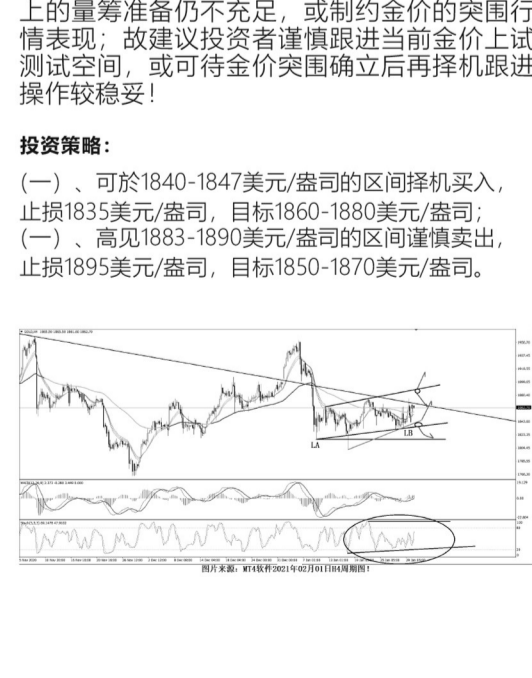 上的量筹准备仍不充足，或制约金价的突围行
情表现；故建议投资者谨慎跟进当前金价上试
测试空间，或可待金价突围确立后再择机跟进
操作较稳妥！
投资策略：
(一）、可於1840-1847美元/盎司的区间择机买入，
止损1835美元/盎司，目标1860-1880美元/盎司；
(一）、高见1883-1890美元/盎司的区间谨慎卖出，
止损1895美元/盎司，目标1850-1870美元/盎司。
LA
LB
图片来源：MT4软件2021年02月01日H4周期图！